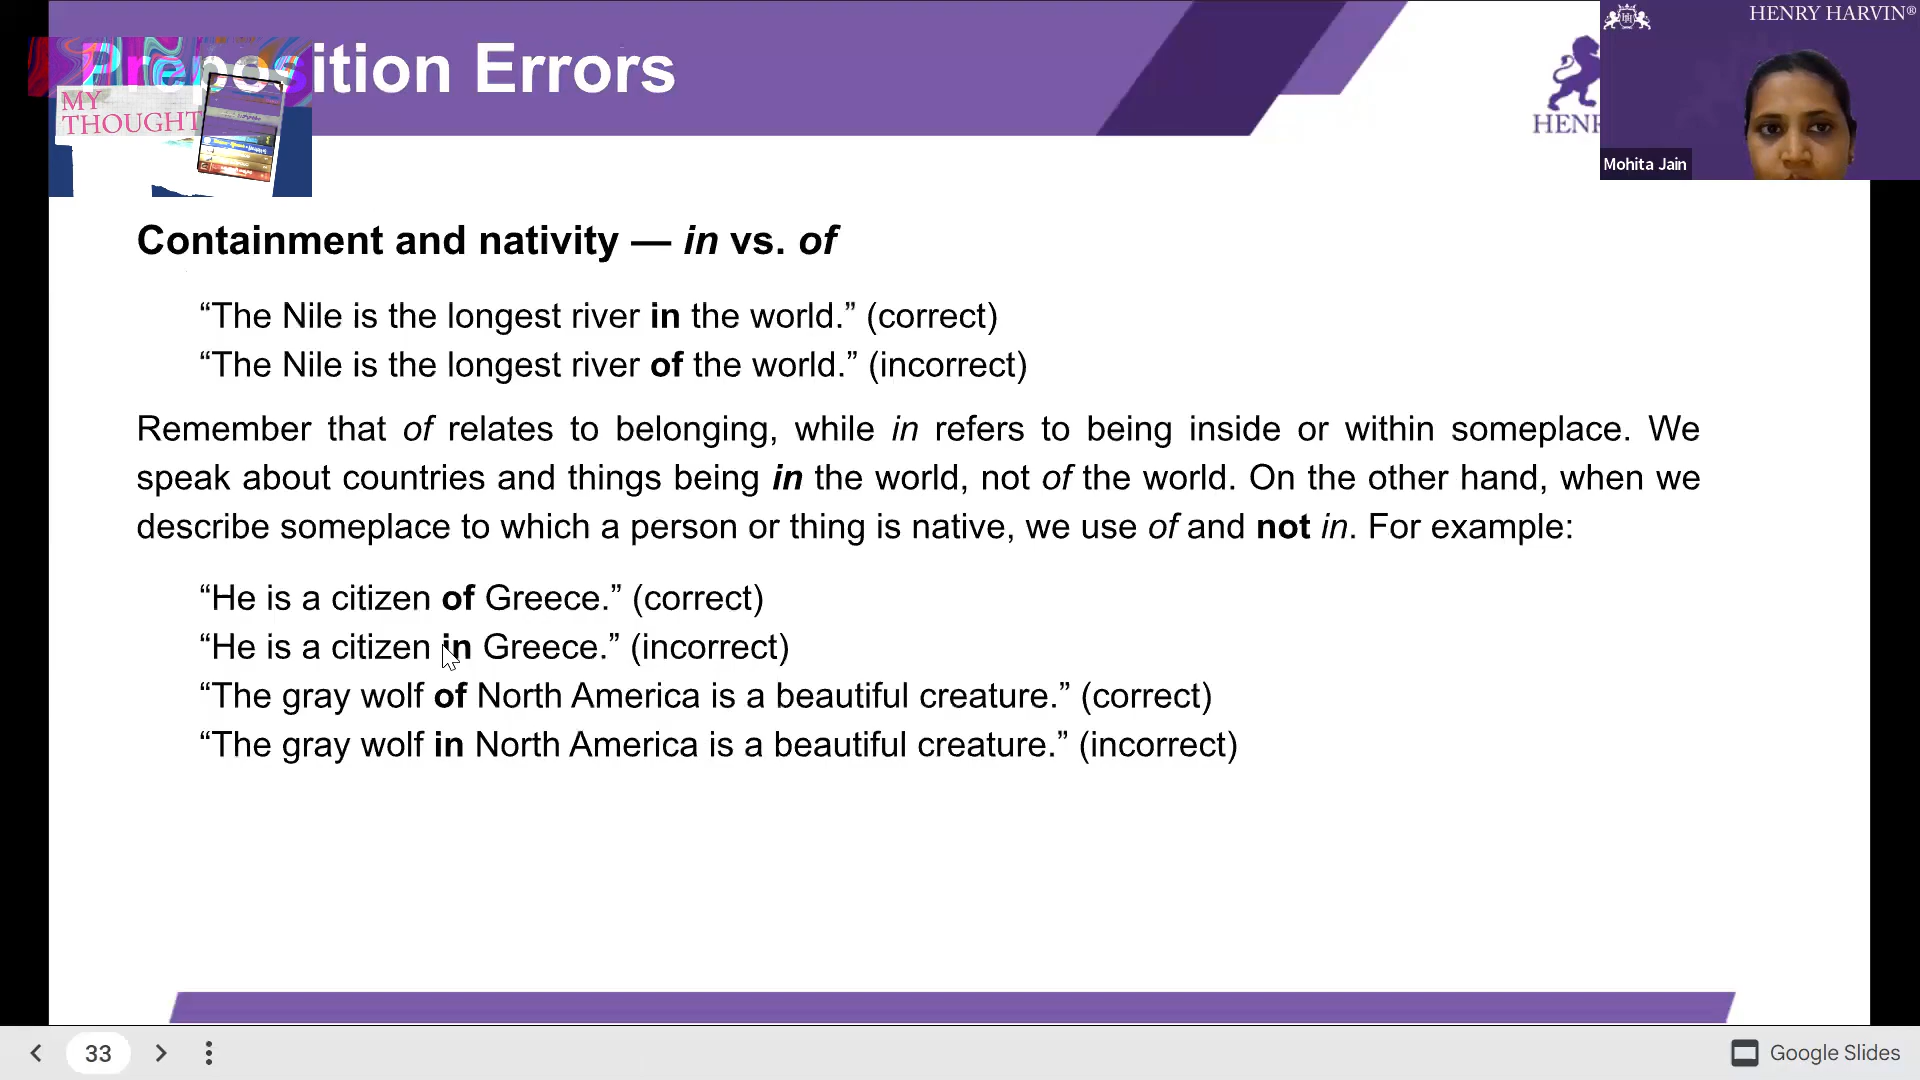 Preposition Errors
MY
THOUGHT
HENRY HARVIN®
HENR
Mohita Jain
Containment and nativity — in vs. of
“The Nile is the longest river in the world.” (correct)
“The Nile is the longest river of the world.” (incorrect)
Remember that of relates to belonging, while in refers to being inside or within someplace. We
speak about countries and things being in the world, not of the world. On the other hand, when we
describe someplace to which a person or thing is native, we use of and not in. For example:
“He is a citizen of Greece.” (correct)
“He is a citizen in Greece.” (incorrect)
“The gray wolf of North America is a beautiful creature.” (correct)
“The gray wolf in North America is a beautiful creature.” (incorrect)
33
Google Slides